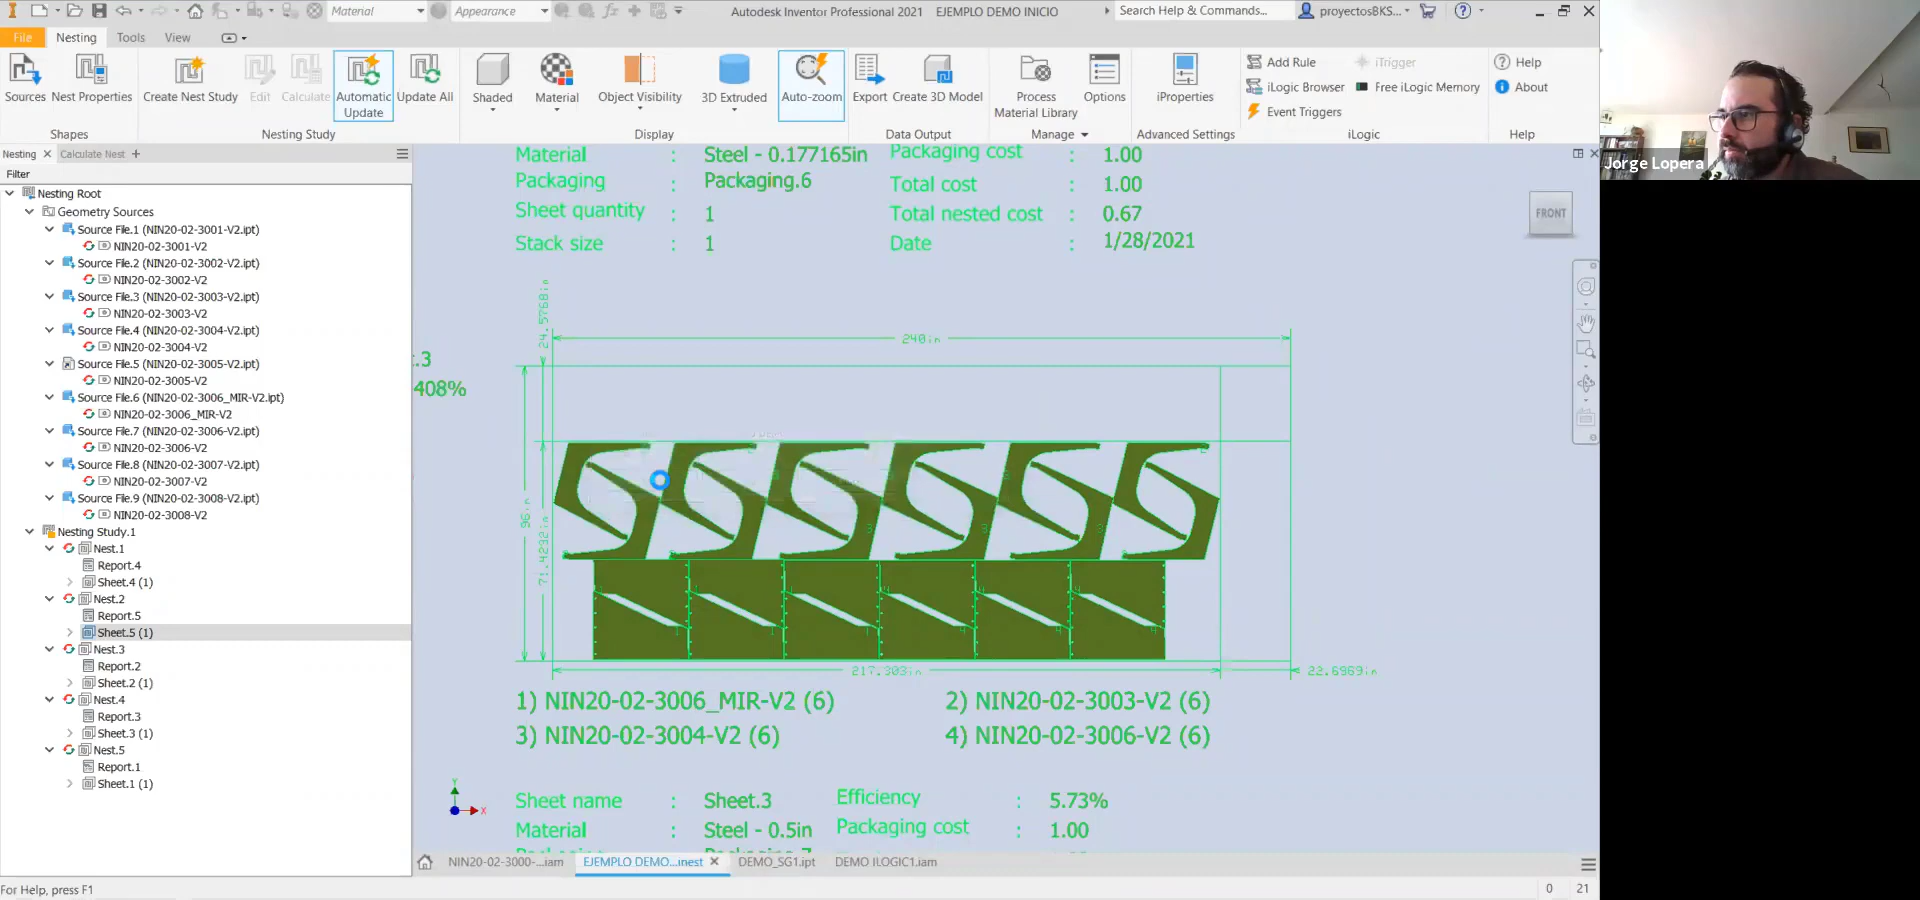 Material
Appearance
Autodesk Inventor Professional 2021 EJEMPLO DEMO INICIO
Search Help & Commands...
proyectosBKS...
File
Nesting
Tools
View
Sources
Nest Properties
Create Nest Study
Edit
Calculate
Automatic Update
Update All
Shaded
Material
Object Visibility
3D Extruded
Auto-zoom
Export
Create 3D Model
Process Material Library
Options
iProperties
Add Rule
iTrigger
iLogic Browser
Free iLogic Memory
Event Triggers
Help
About
Shapes
Nesting Study
Display
Data Output
Manage
Advanced Settings
iLogic
Help
Nesting
Calculate Nest
Filter
Nesting Root
Geometry Sources
Source File.1 (NIN20-02-3001-V2.ipt)
NIN20-02-3001-V2
Source File.2 (NIN20-02-3002-V2.ipt)
NIN20-02-3002-V2
Source File.3 (NIN20-02-3003-V2.ipt)
NIN20-02-3003-V2
Source File.4 (NIN20-02-3004-V2.ipt)
NIN20-02-3004-V2
Source File.5 (NIN20-02-3005-V2.ipt)
NIN20-02-3005-V2
Source File.6 (NIN20-02-3006_MIR-V2.ipt)
NIN20-02-3006_MIR-V2
Source File.7 (NIN20-02-3006-V2.ipt)
NIN20-02-3006-V2
Source File.8 (NIN20-02-3007-V2.ipt)
NIN20-02-3007-V2
Source File.9 (NIN20-02-3008-V2.ipt)
NIN20-02-3008-V2
Nesting Study.1
Nest.1
Report.4
Sheet.4 (1)
Nest.2
Report.5
Sheet.5 (1)
Nest.3
Report.2
Sheet.2 (1)
Nest.4
Report.3
Sheet.3 (1)
Nest.5
Report.1
Sheet.1 (1)
Material : Steel - 0.177165in
Packaging : Packaging.6
Sheet quantity : 1
Stack size : 1
Packaging cost : 1.00
Total cost : 1.00
Total nested cost : 0.67
Date : 1/28/2021
FRONT
.3
408%
24.5768in
240in
96in
71.4232in
217.303in
22.6969in
1) NIN20-02-3006_MIR-V2 (6)
2) NIN20-02-3003-V2 (6)
3) NIN20-02-3004-V2 (6)
4) NIN20-02-3006-V2 (6)
Sheet name : Sheet.3
Efficiency : 5.73%
Material : Steel - 0.5in
Packaging cost : 1.00
Y
X
NIN20-02-3000-...iam
EJEMPLO DEMO...inest
DEMO_SG1.ipt
DEMO ILOGIC1.iam
For Help, press F1
0 21
Jorge Lopera